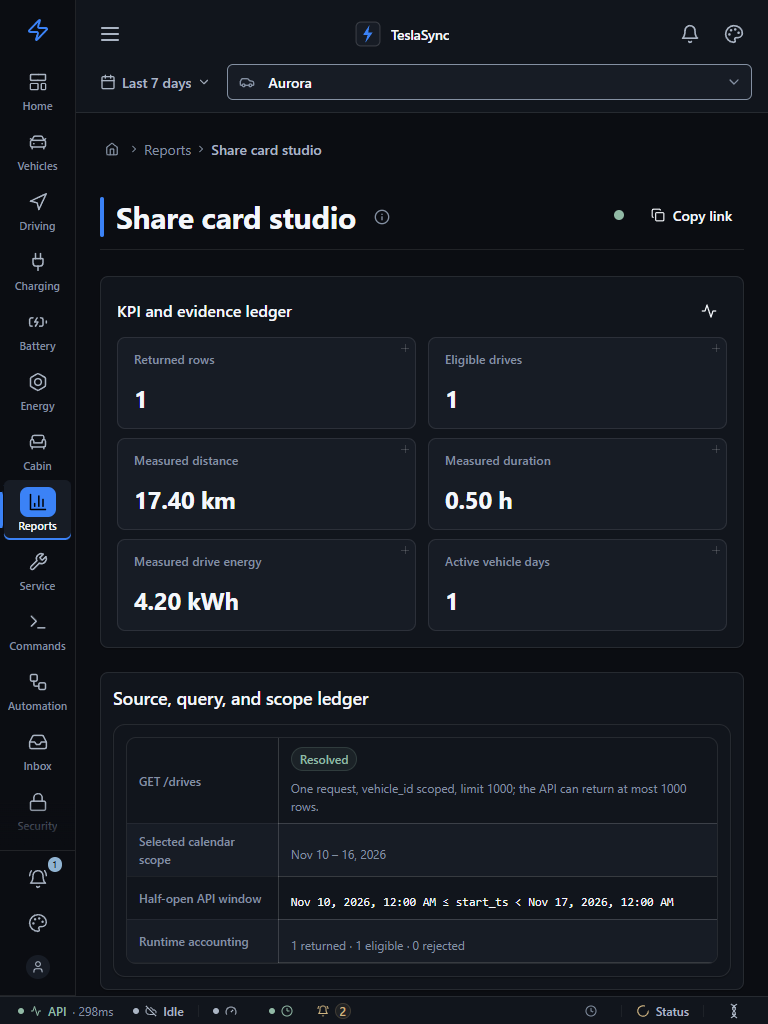 TeslaSync
Last 7 days
Aurora
Home
Vehicles
Driving
Charging
Battery
Energy
Cabin
Reports
Service
Commands
Automation
Inbox
Security
1
Reports
Share card studio
Share card studio
Copy link
KPI and evidence ledger
Returned rows
1
Eligible drives
1
Measured distance
17.40 km
Measured duration
0.50 h
Measured drive energy
4.20 kWh
Active vehicle days
1
Source, query, and scope ledger
GET /drives
Resolved
One request, vehicle_id scoped, limit 1000; the API can return at most 1000
rows.
Selected calendar
scope
Nov 10 – 16, 2026
Half-open API window
Nov 10, 2026, 12:00 AM ≤ start_ts < Nov 17, 2026, 12:00 AM
Runtime accounting
1 returned · 1 eligible · 0 rejected
API · 298ms
Idle
2
Status